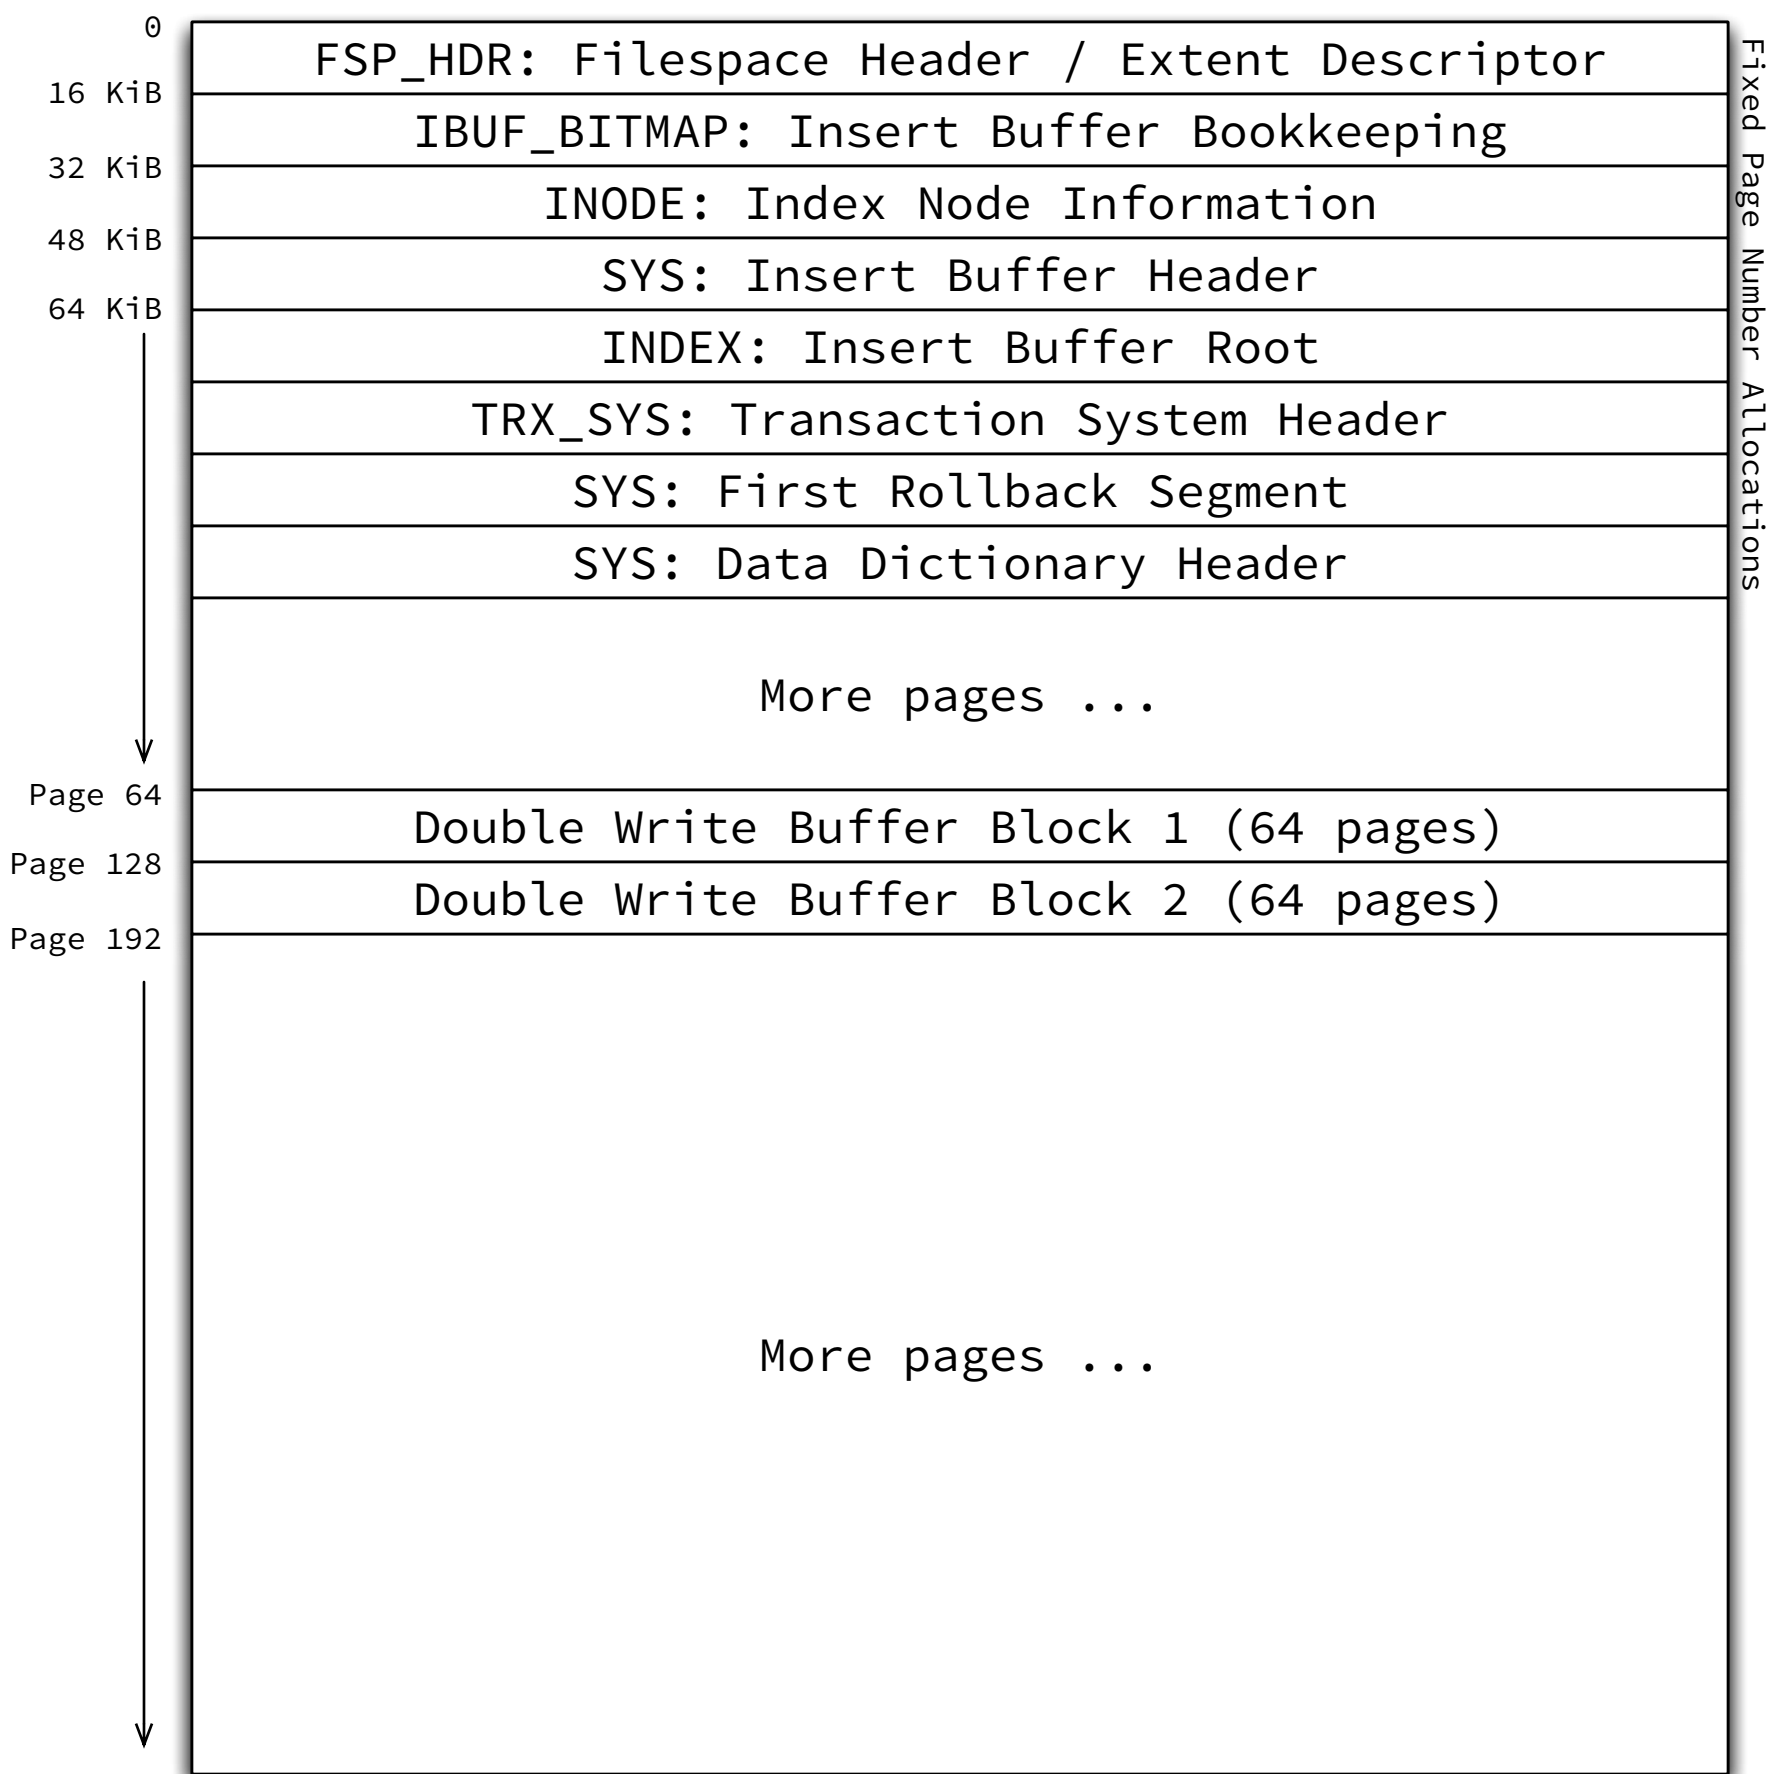 0
FSP_HDR: Filespace Header / Extent Descriptor
16 KiB
IBUF_BITMAP: Insert Buffer Bookkeeping
32 KiB
INODE: Index Node Information
48 KiB
SYS: Insert Buffer Header
64 KiB
INDEX: Insert Buffer Root
TRX_SYS: Transaction System Header
SYS: First Rollback Segment
SYS: Data Dictionary Header
More pages ...
Page 64
Double Write Buffer Block 1 (64 pages)
Page 128
Double Write Buffer Block 2 (64 pages)
Page 192
More pages ...
Fixed Page Number Allocations